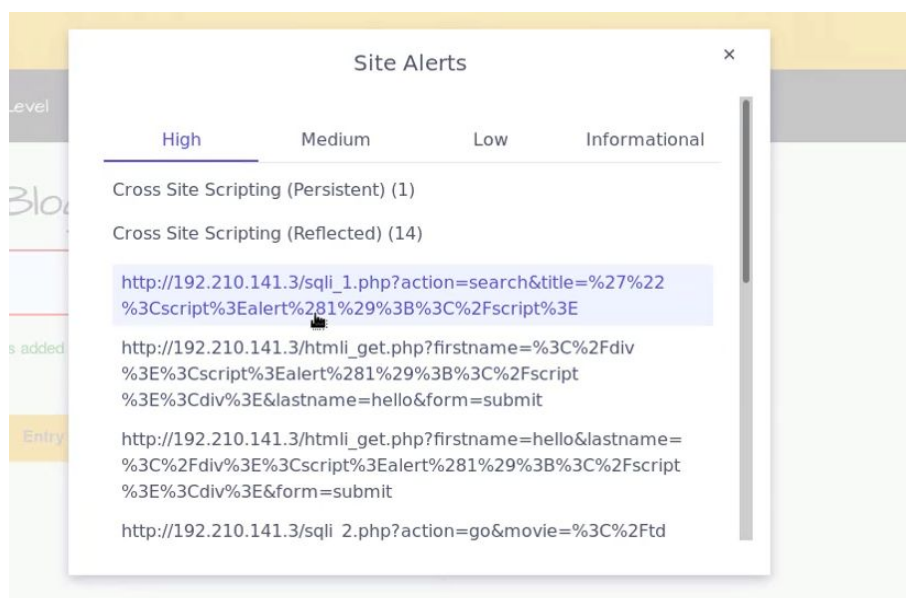 Site Alerts
×
Level
High Medium Low Informational
Cross Site Scripting (Persistent) (1)
Cross Site Scripting (Reflected) (14)
http://192.210.141.3/sqli_1.php?action=search&title=%27%22
%3Cscript%3Ealert%281%29%3B%3C%2Fscript%3E
s added
http://192.210.141.3/htmli_get.php?firstname=%3C%2Fdiv
%3E%3Cscript%3Ealert%281%29%3B%3C%2Fscript
%3E%3Cdiv%3E&lastname=hello&form=submit
Entry
http://192.210.141.3/htmli_get.php?firstname=hello&lastname=
%3C%2Fdiv%3E%3Cscript%3Ealert%281%29%3B%3C%2Fscript
%3E%3Cdiv%3E&form=submit
http://192.210.141.3/sqli_2.php?action=go&movie=%3C%2Ftd